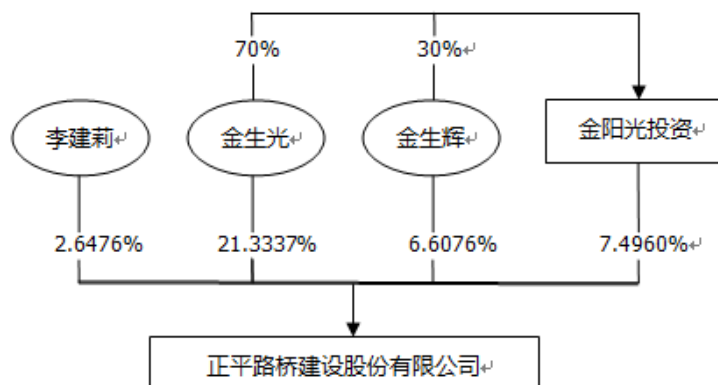 70%
30%
李建莉
金生光
金生辉
金阳光投资
2.6476%
21.3337%
6.6076%
7.4960%
正平路桥建设股份有限公司